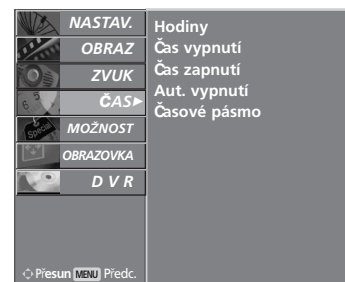 NASTAV.
OBRAZ
ZVUK
ČAS
MOŽNOST
OBRAZOVKA
D V R
Hodiny
Čas vypnutí
Čas zapnutí
Aut. vypnutí
Časové pásmo
Přesun MENU Předc.